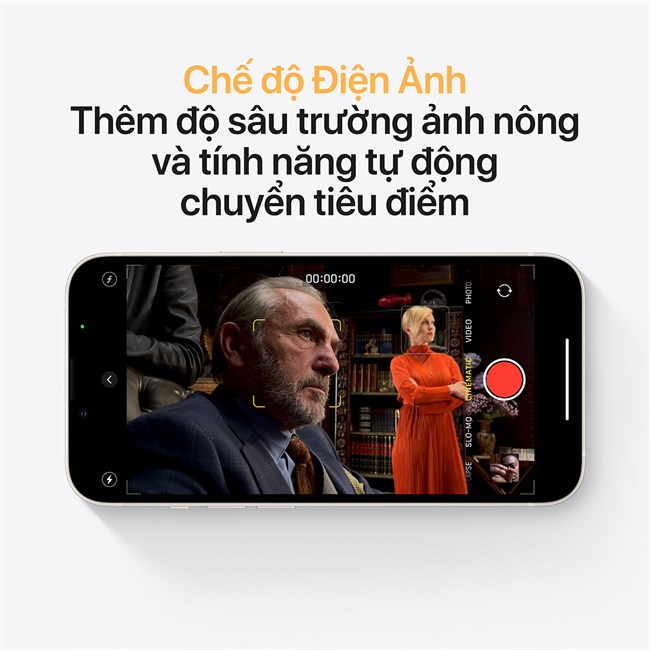 Chế độ Điện Ảnh
Thêm độ sâu trường ảnh nông
và tính năng tự động
chuyển tiêu điểm
00:00:00
PHOTO
VIDEO
CINEMATIC
SLO-MO
LAPSE